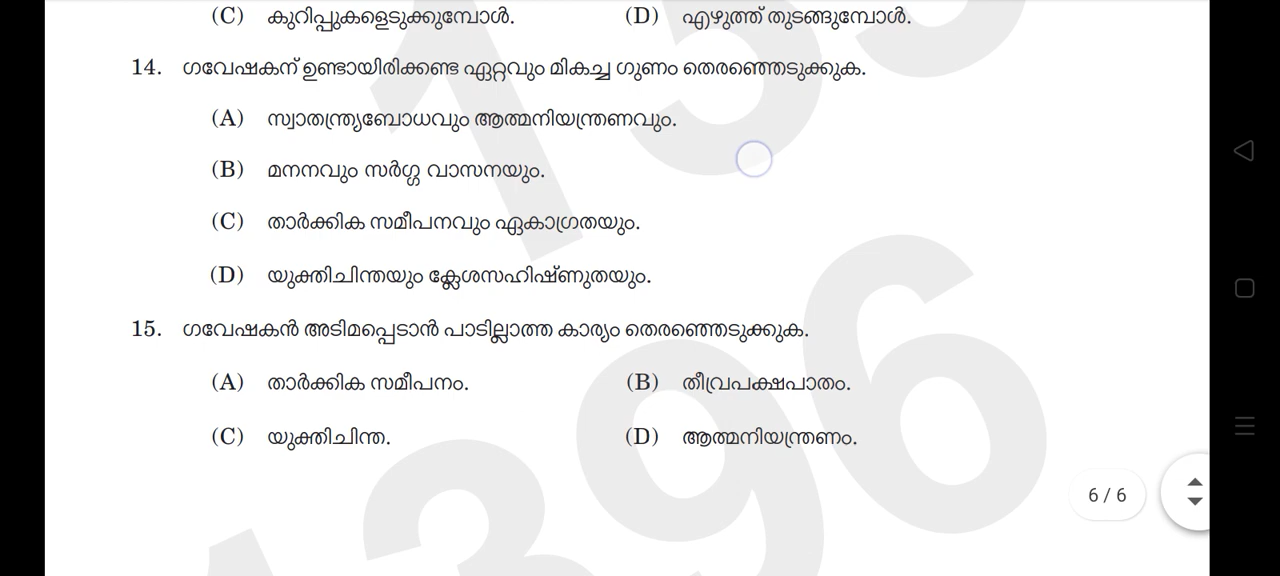 (C) കുറിപ്പുകളെടുക്കുമ്പോൾ. (D) എഴുത്ത് തുടങ്ങുമ്പോൾ.
14. ഗവേഷകന് ഉണ്ടായിരിക്കണ്ട ഏറ്റവും മികച്ച ഗുണം തെരഞ്ഞെടുക്കുക.
(A) സ്വാതന്ത്ര്യബോധവും ആത്മനിയന്ത്രണവും.
(B) മനനവും സർഗ്ഗ വാസനയും.
(C) താർക്കിക സമീപനവും ഏകാഗ്രതയും.
(D) യുക്തിചിന്തയും ക്ലേശസഹിഷ്ണുതയും.
15. ഗവേഷകൻ അടിമപ്പെടാൻ പാടില്ലാത്ത കാര്യം തെരഞ്ഞെടുക്കുക.
(A) താർക്കിക സമീപനം. (B) തീവ്രപക്ഷപാതം.
(C) യുക്തിചിന്ത. (D) ആത്മനിയന്ത്രണം.
6 / 6